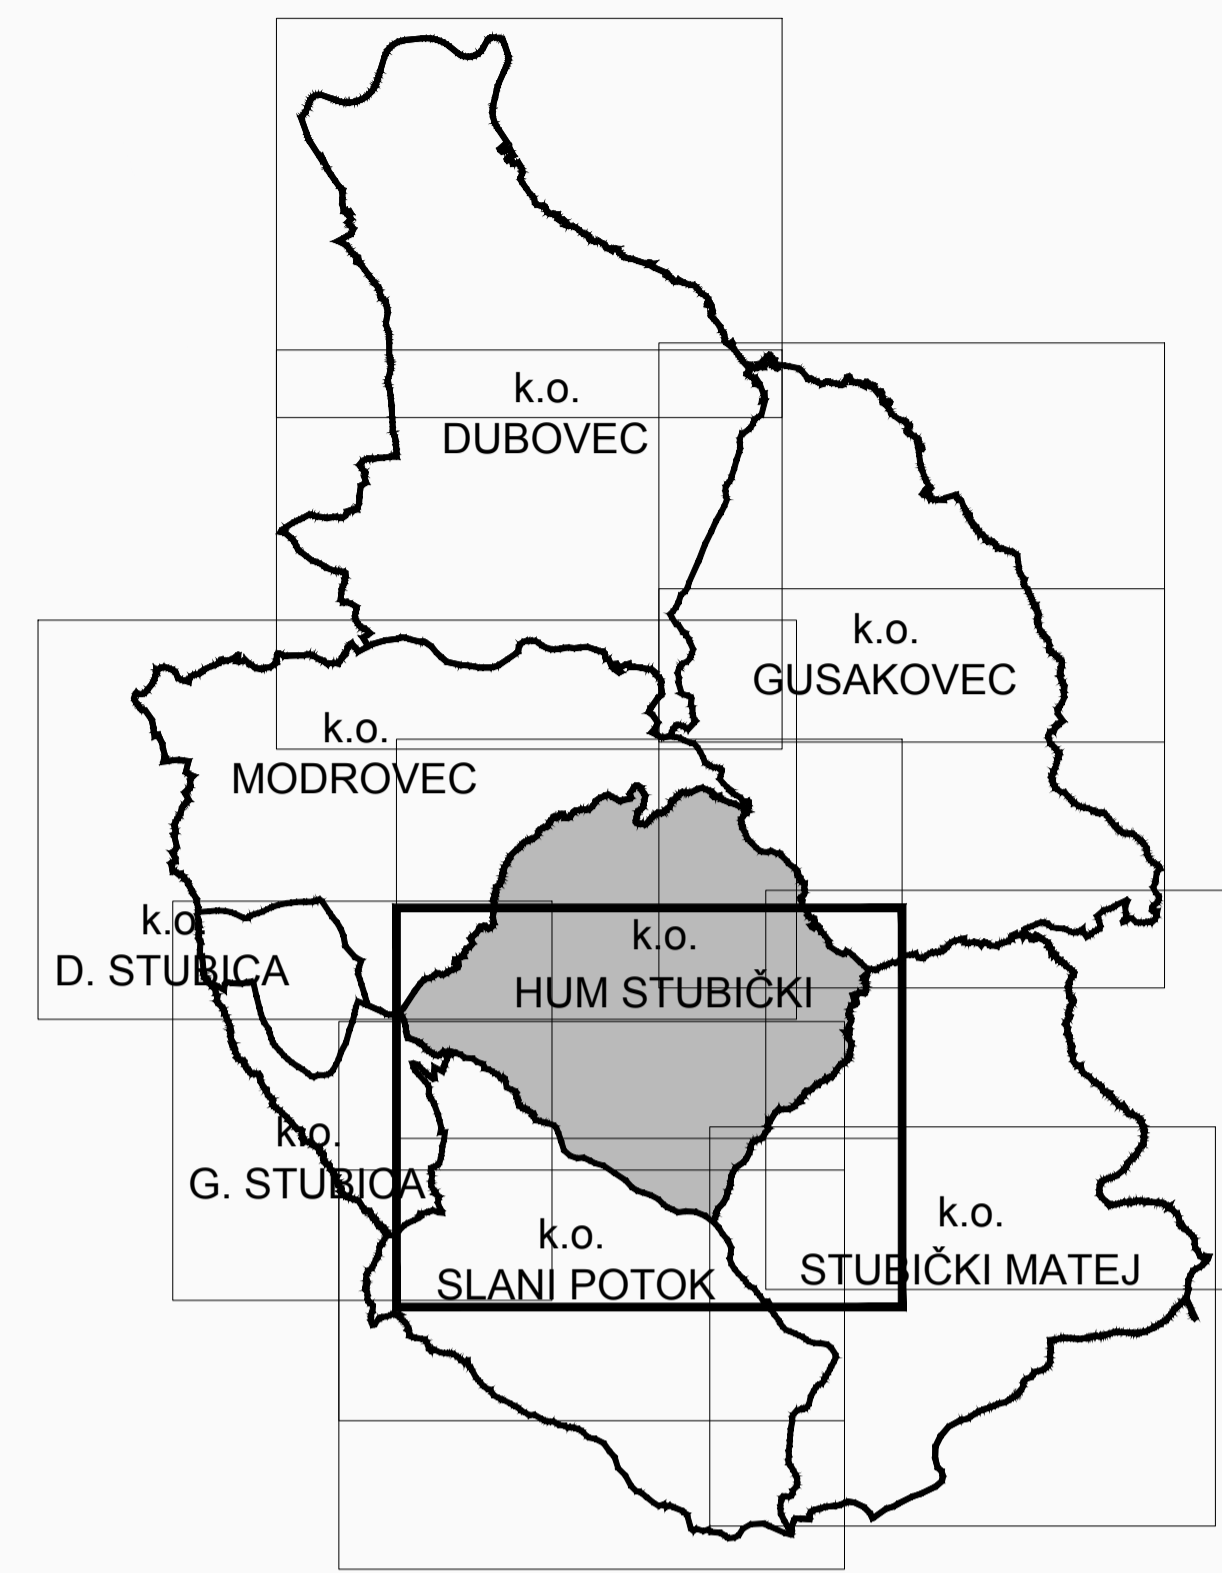 k.o.
DUBOVEC
k.o.
GUSAKOVEC
k.o.
MODROVEC
k.o.
D. STUBICA
k.o.
HUM STUBIČKI
k.o.
G. STUBICA
k.o.
SLANI POTOK
k.o.
STUBIČKI MATEJ